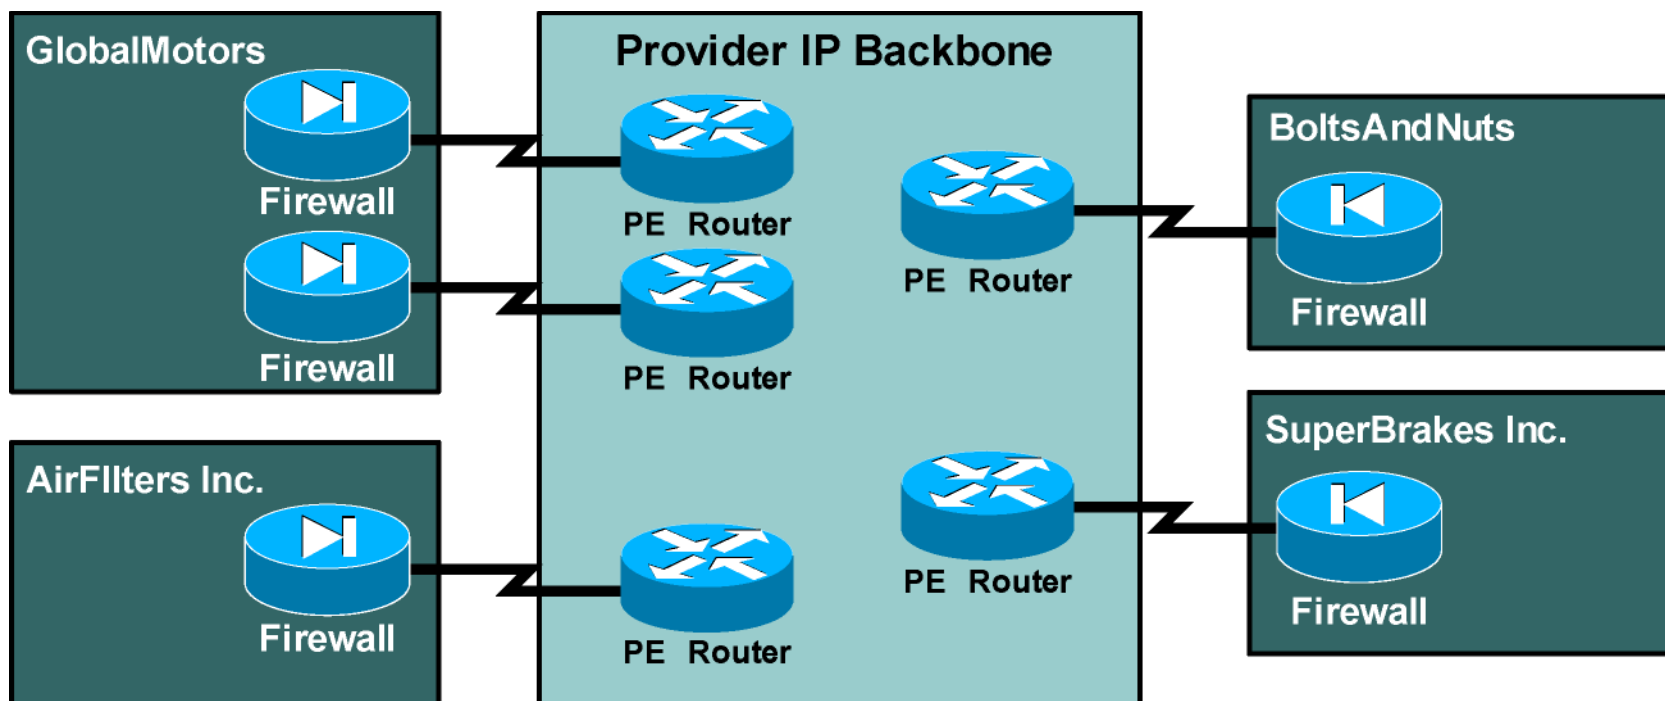 GlobalMotors
Firewall
Firewall
AirFIlters Inc.
Firewall
Provider IP Backbone
PE Router
PE Router
PE Router
PE Router
PE Router
BoltsAndNuts
Firewall
SuperBrakes Inc.
Firewall